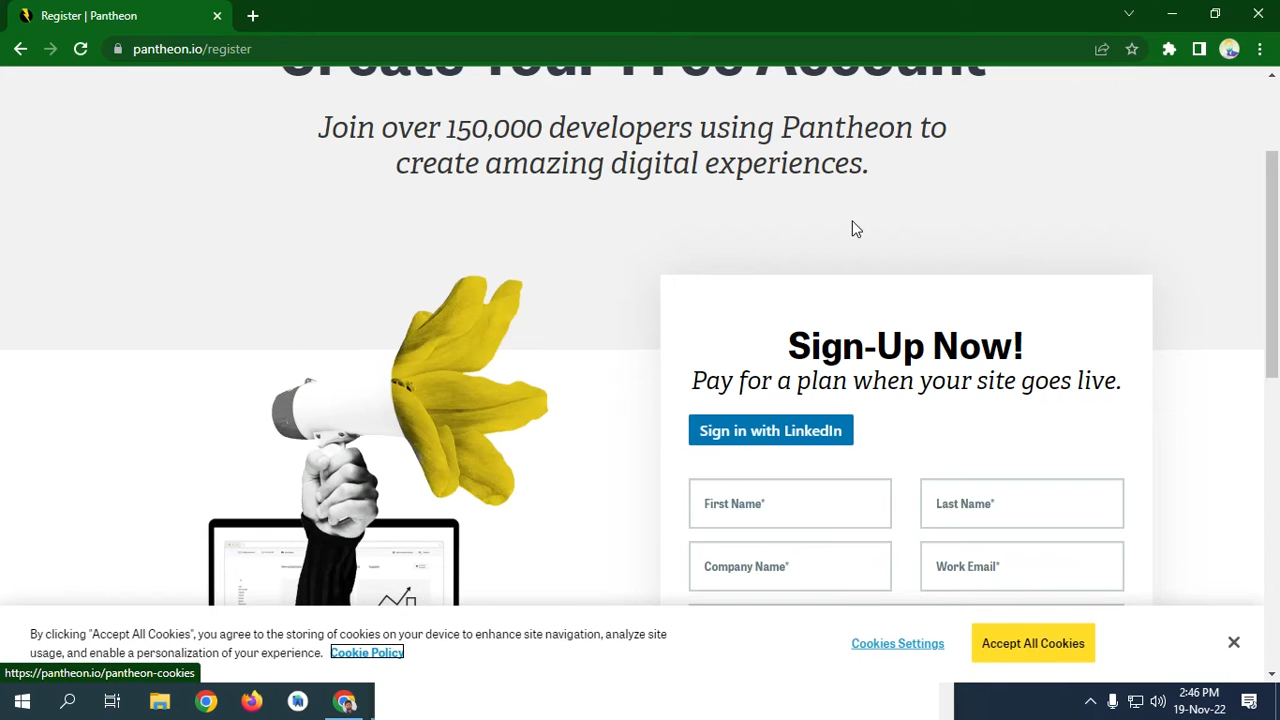 Register | Pantheon
pantheon.io/register
Create Your Free Account
Join over 150,000 developers using Pantheon to
create amazing digital experiences.
Sign-Up Now!
Pay for a plan when your site goes live.
Sign in with LinkedIn
First Name*
Last Name*
Company Name*
Work Email*
By clicking "Accept All Cookies", you agree to the storing of cookies on your device to enhance site navigation, analyze site
usage, and enable a personalization of your experience. Cookie Policy
Cookies Settings
Accept All Cookies
https://pantheon.io/pantheon-cookies
2:46 PM
19-Nov-22